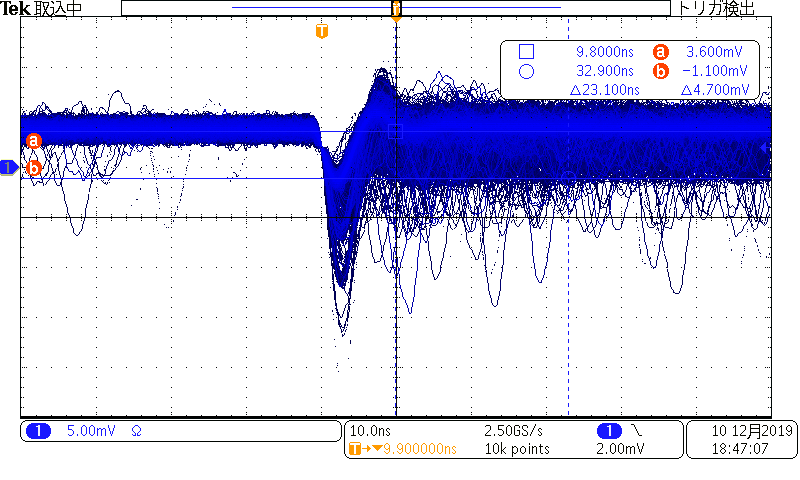 Tek 取込中 トリガ検出
T
9.8000ns a 3.600mV
32.900ns b −1.100mV
Δ23.100ns Δ4.700mV
a
1 b
1 5.00mV Ω
10.0ns 2.50GS/s 1
T→▼9.900000ns 10k points 2.00mV
10 12月2019
18:47:07